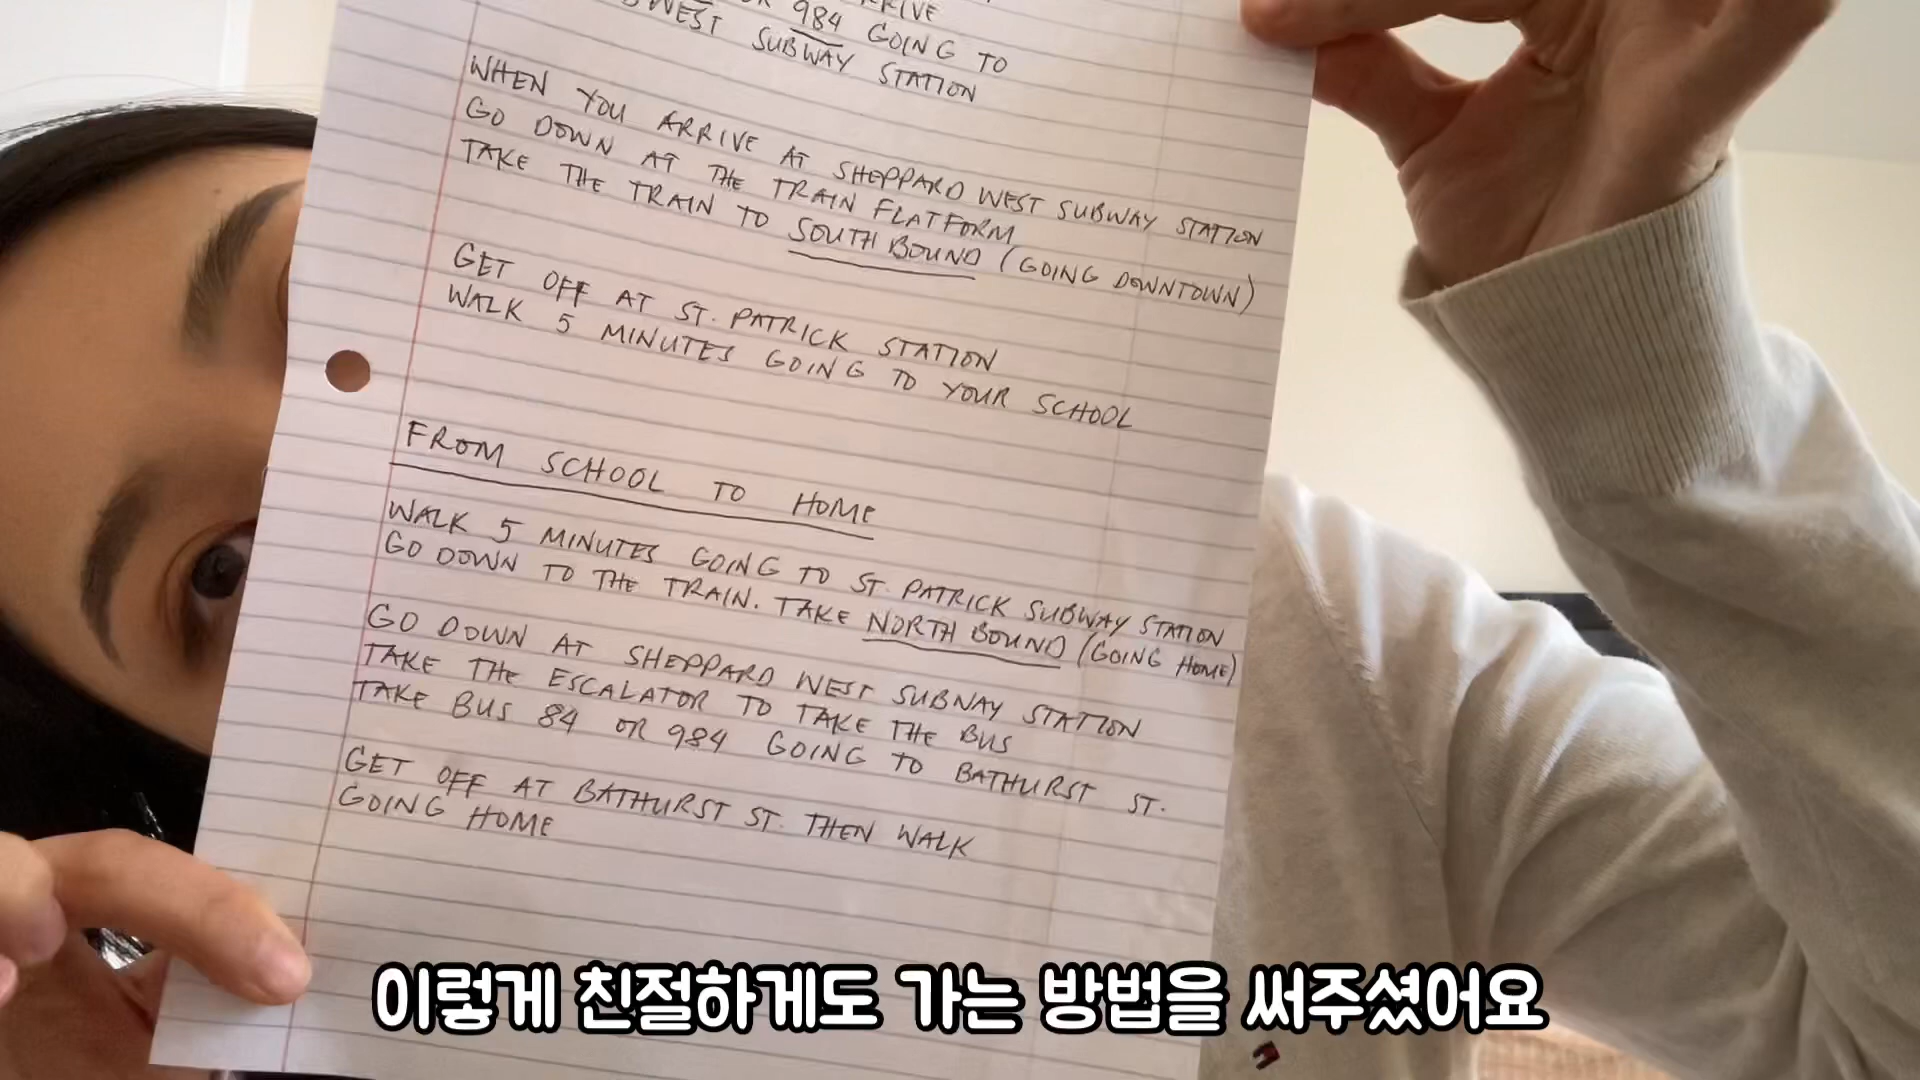 984 GOING TO
WEST SUBWAY STATION
WHEN YOU ARRIVE AT SHEPPARD WEST SUBWAY STATION
GO DOWN AT THE TRAIN FLATFORM
TAKE THE TRAIN TO SOUTH BOUND (GOING DOWNTOWN)
GET OFF AT ST. PATRICK STATION
WALK 5 MINUTES GOING TO YOUR SCHOOL
FROM SCHOOL TO HOME
WALK 5 MINUTES GOING TO ST. PATRICK SUBWAY STATION
GO DOWN TO THE TRAIN. TAKE NORTH BOUND (GOING HOME)
GO DOWN AT SHEPPARD WEST SUBWAY STATION
TAKE THE ESCALATOR TO TAKE THE BUS
TAKE BUS 84 OR 984 GOING TO BATHURST ST.
GET OFF AT BATHURST ST. THEN WALK
GOING HOME
이렇게 친절하게도 가는 방법을 써주셨어요